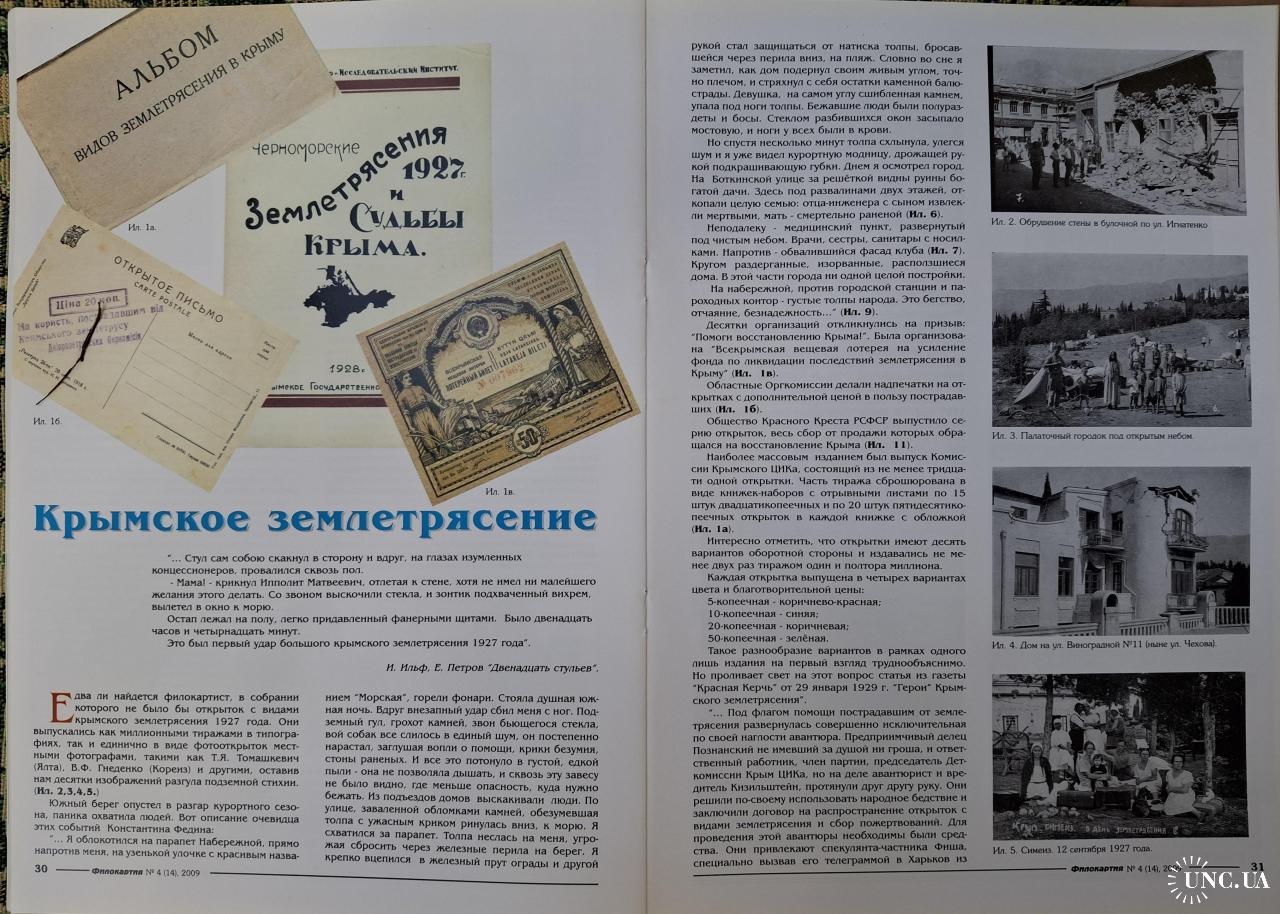 АЛЬБОМ
ВИДОВ ЗЕМЛЕТРЯСЕНИЯ В КРЫМУ
-Исследовательский Институт.
Черноморские
Землетрясения
1927г.
и
Судьбы
Крыма.
1928г.
Крымское Государственно
Ил. 1а.
ОТКРЫТОЕ ПИСЬМО
CARTE POSTALE
Ціна 20 коп.
На користь, постраждавшим від
Кримського землетрусу
Ил. 1б.
ЛОТЕРЕЙНЫЙ БИЛЕТ
№ 007962
50
Ил. 1в.
Крымское землетрясение
"... Стул сам собою скакнул в сторону и вдруг, на глазах изумленных
концессионеров, провалился сквозь пол.
- Мама! - крикнул Ипполит Матвеевич, отлетая к стене, хотя не имел ни малейшего
желания этого делать. Со звоном выскочили стекла, и зонтик подхваченный вихрем,
вылетел в окно к морю.
Остап лежал на полу, легко придавленный фанерными щитами. Было двенадцать
часов и четырнадцать минут.
Это был первый удар большого крымского землетрясения 1927 года".
И. Ильф, Е. Петров "Двенадцать стульев".
Едва ли найдется филокартист, в собрании
которого не было бы открыток с видами
крымского землетрясения 1927 года. Они
выпускались как миллионными тиражами в типогра-
фиях, так и единично в виде фотооткрыток мест-
ными фотографами, такими как Т.Я. Томашкевич
(Ялта), В.Ф. Гнеденко (Кореиз) и другими, оставив
нам десятки изображений разгула подземной стихии.
(Ил. 2,3,4,5.)
Южный берег опустел в разгар курортного сезо-
на, паника охватила людей. Вот описание очевидца
этих событий Константина Федина:
"... Я облокотился на парапет Набережной, прямо
напротив меня, на узенькой улочке с красивым назва-
нием "Морская", горели фонари. Стояла душная юж-
ная ночь. Вдруг внезапный удар сбил меня с ног. Под-
земный гул, грохот камней, звон бьющегося стекла,
вой собак все слилось в единый шум, он постепенно
нарастал, заглушая вопли о помощи, крики безумия,
стоны раненых. И все это потонуло в густой, едкой
пыли - она не позволяла дышать, и сквозь эту завесу
не было видно, где меньше опасность, куда нужно
бежать. Из подъездов домов выскакивали люди. По
улице, заваленной обломками камней, обезумевшая
толпа с ужасным криком ринулась вниз, к морю. Я
схватился за парапет. Толпа неслась на меня, угро-
жая сбросить через железные перила на берег. Я
крепко вцепился в железный прут ограды и другой
30
Филокартия № 4 (14), 2009
рукой стал защищаться от натиска толпы, бросав-
шейся через перила вниз, на пляж. Словно во сне я
заметил, как дом подернул своим живым углом, точ-
но плечом, и стряхнул с себя остатки каменной балю-
страды. Девушка, на самом углу сшибленная камнем,
упала под ноги толпы. Бежавшие люди были полураз-
деты и босы. Стеклом разбившихся окон засыпало
мостовую, и ноги у всех были в крови.
Но спустя несколько минут толпа схлынула, улегся
шум и я уже видел курортную модницу, дрожащей ру-
кой подкрашивающую губки. Днем я осмотрел город.
На Боткинской улице за решёткой видны руины бо-
гатой дачи. Здесь под развалинами двух этажей, от-
копали целую семью: отца-инженера с сыном извлек-
ли мертвыми, мать - смертельно раненой (Ил. 6).
Неподалеку - медицинский пункт, развернутый
под чистым небом. Врачи, сестры, санитары с носил-
ками. Напротив - обвалившийся фасад клуба (Ил. 7).
Кругом раздерганные, изорванные, расползшиеся
дома. В этой части города ни одной целой постройки.
На набережной, против городской станции и па-
роходных контор - густые толпы народа. Это бегство,
отчаяние, безнадежность..." (Ил. 9).
Десятки организаций откликнулись на призыв:
"Помоги восстановлению Крыма!". Была организова-
на "Всекрымская вещевая лотерея на усиление
фонда по ликвидации последствий землетрясения в
Крыму" (Ил. 1в).
Областные Оргкомиссии делали надпечатки на от-
крытках с дополнительной ценой в пользу пострадав-
ших (Ил. 1б).
Общество Красного Креста РСФСР выпустило се-
рию открыток, весь сбор от продажи которых обра-
щался на восстановление Крыма (Ил. 11).
Наиболее массовым изданием был выпуск Комис-
сии Крымского ЦИКа, состоящий из не менее тридца-
ти одной открытки. Часть тиража сброшюрована в
виде книжек-наборов с отрывными листами по 15
штук двадцатикопеечных и по 20 штук пятидесятико-
пеечных открыток в каждой книжке с обложкой
(Ил. 1а).
Интересно отметить, что открытки имеют десять
вариантов оборотной стороны и издавались не ме-
нее двух раз тиражом один и полтора миллиона.
Каждая открытка выпущена в четырех вариантах
цвета и благотворительной цены:
5-копеечная - коричнево-красная;
10-копеечная - синяя;
20-копеечная - коричневая;
50-копеечная - зелёная.
Такое разнообразие вариантов в рамках одного
лишь издания на первый взгляд труднообъяснимо.
Но проливает свет на этот вопрос статья из газеты
"Красная Керчь" от 29 января 1929 г. "Герои" Крым-
ского землетрясения".
"... Под флагом помощи пострадавшим от земле-
трясения развернулась совершенно исключительная
по своей наглости авантюра. Предприимчивый делец
Познанский не имевший за душой ни гроша, и ответ-
ственный работник, член партии, председатель Дет-
комиссии Крым ЦИКа, но на деле авантюрист и вре-
дитель Кизильштейн, протянули друг другу руку. Они
решили по-своему использовать народное бедствие и
заключили договор на распространение открыток с
видами землетрясения и сбор пожертвований. Для
проведения этой авантюры необходимы были сред-
ства. Они привлекают спекулянта-частника Фиша,
специально вызвав его телеграммой в Харьков из
7
Ил. 2. Обрушение стены в булочной по ул. Игнатенко
6
Ил. 3. Палаточный городок под открытым небом.
Ил. 4. Дом на ул. Виноградной №11 (ныне ул. Чехова).
КРЫМ. СИМЕИЗ. В ДЕНЬ ЗЕМЛЕТРЯСЕНИЯ
Ил. 5. Симеиз. 12 сентября 1927 года.
Филокартия № 4 (14), 2009
31
UNC.UA